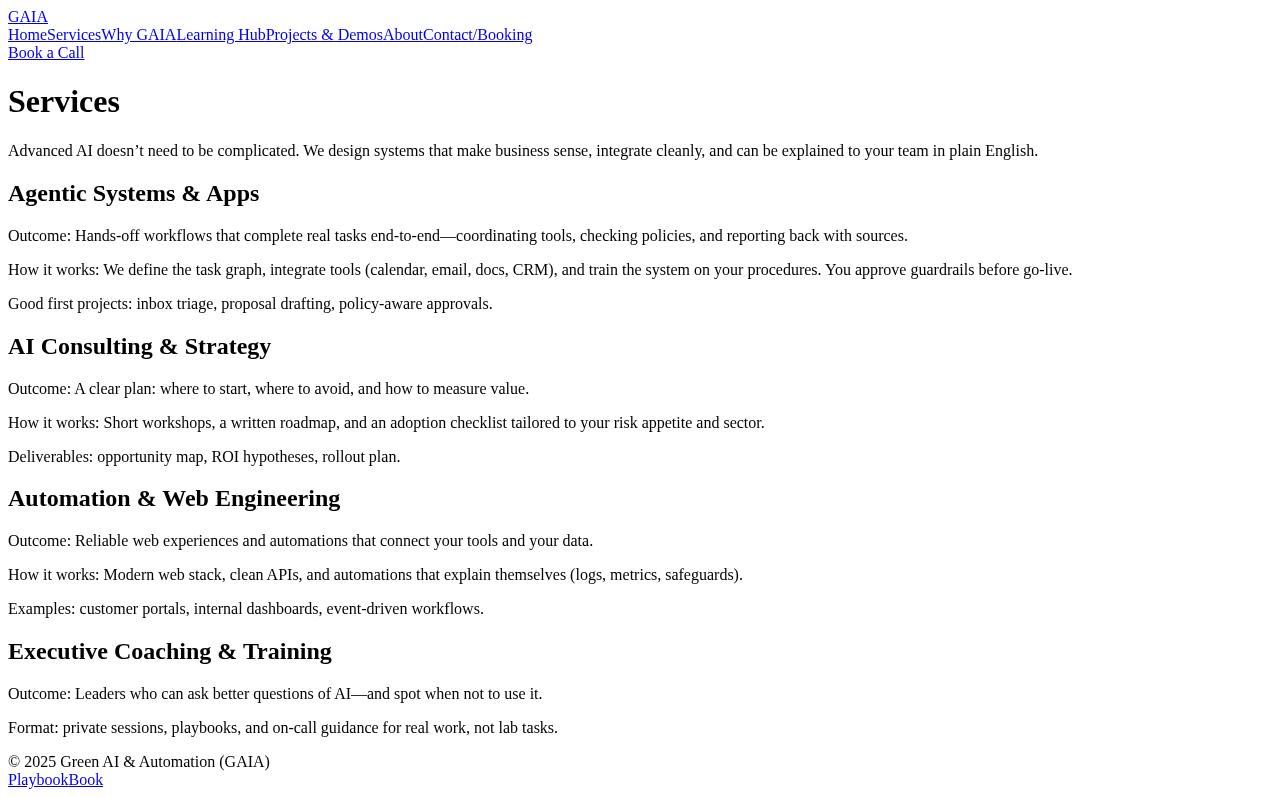 GAIA
HomeServicesWhy GAIALearning HubProjects & DemosAboutContact/Booking
Book a Call
Services
Advanced AI doesn’t need to be complicated. We design systems that make business sense, integrate cleanly, and can be explained to your team in plain English.
Agentic Systems & Apps
Outcome: Hands-off workflows that complete real tasks end-to-end—coordinating tools, checking policies, and reporting back with sources.
How it works: We define the task graph, integrate tools (calendar, email, docs, CRM), and train the system on your procedures. You approve guardrails before go-live.
Good first projects: inbox triage, proposal drafting, policy-aware approvals.
AI Consulting & Strategy
Outcome: A clear plan: where to start, where to avoid, and how to measure value.
How it works: Short workshops, a written roadmap, and an adoption checklist tailored to your risk appetite and sector.
Deliverables: opportunity map, ROI hypotheses, rollout plan.
Automation & Web Engineering
Outcome: Reliable web experiences and automations that connect your tools and your data.
How it works: Modern web stack, clean APIs, and automations that explain themselves (logs, metrics, safeguards).
Examples: customer portals, internal dashboards, event-driven workflows.
Executive Coaching & Training
Outcome: Leaders who can ask better questions of AI—and spot when not to use it.
Format: private sessions, playbooks, and on-call guidance for real work, not lab tasks.
© 2025 Green AI & Automation (GAIA)
PlaybookBook